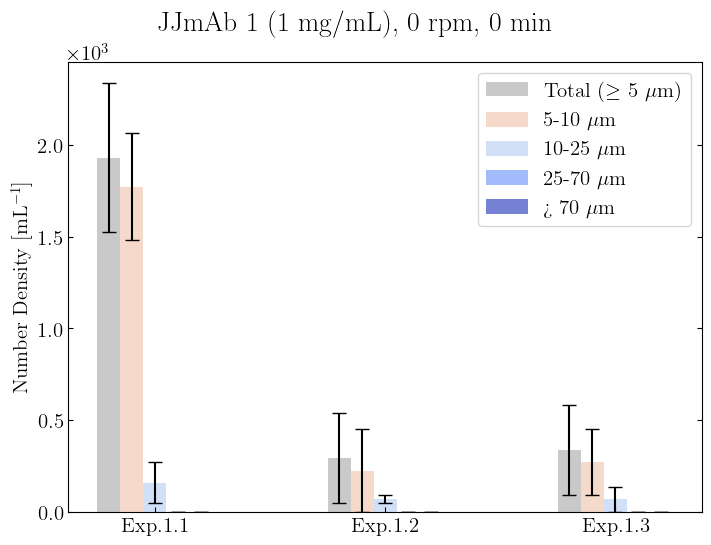 JJmAb 1 (1 mg/mL), 0 rpm, 0 min
×10³
Number Density [mL⁻¹]
2.0
1.5
1.0
0.5
0.0
Total (≥ 5 μm)
5-10 μm
10-25 μm
25-70 μm
¿ 70 μm
Exp.1.1
Exp.1.2
Exp.1.3